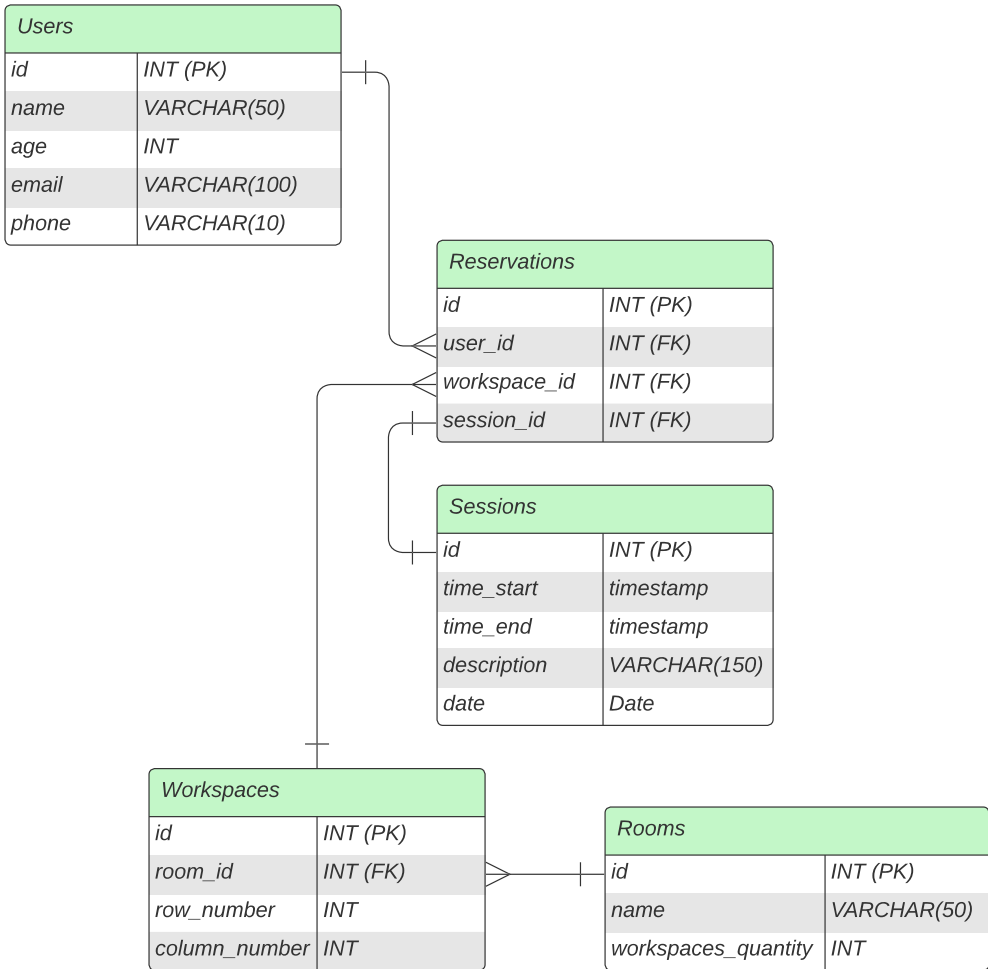 Users
id INT (PK)
name VARCHAR(50)
age INT
email VARCHAR(100)
phone VARCHAR(10)
Reservations
id INT (PK)
user_id INT (FK)
workspace_id INT (FK)
session_id INT (FK)
Sessions
id INT (PK)
time_start timestamp
time_end timestamp
description VARCHAR(150)
date Date
Workspaces
id INT (PK)
room_id INT (FK)
row_number INT
column_number INT
Rooms
id INT (PK)
name VARCHAR(50)
workspaces_quantity INT